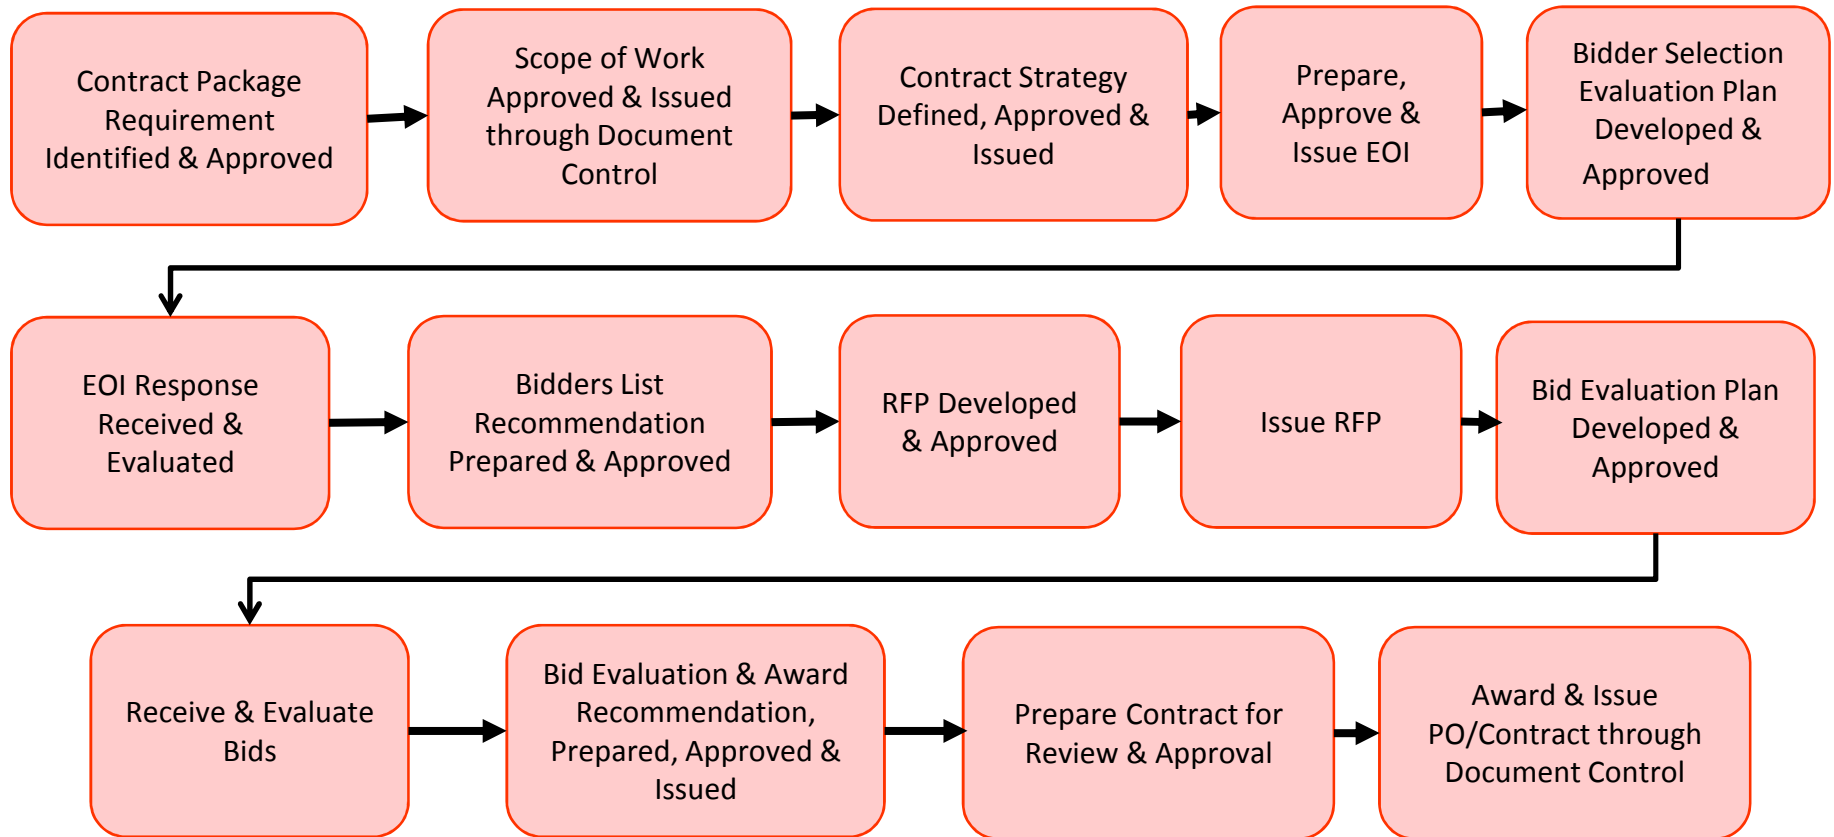 Contract Package
Requirement
Identified & Approved
Scope of Work
Approved & Issued
through Document
Control
Contract Strategy
Defined, Approved &
Issued
Prepare,
Approve &
Issue EOI
Bidder Selection
Evaluation Plan
Developed &
Approved
EOI Response
Received &
Evaluated
Bidders List
Recommendation
Prepared & Approved
RFP Developed
& Approved
Issue RFP
Bid Evaluation Plan
Developed &
Approved
Receive & Evaluate
Bids
Bid Evaluation & Award
Recommendation,
Prepared, Approved &
Issued
Prepare Contract for
Review & Approval
Award & Issue
PO/Contract through
Document Control